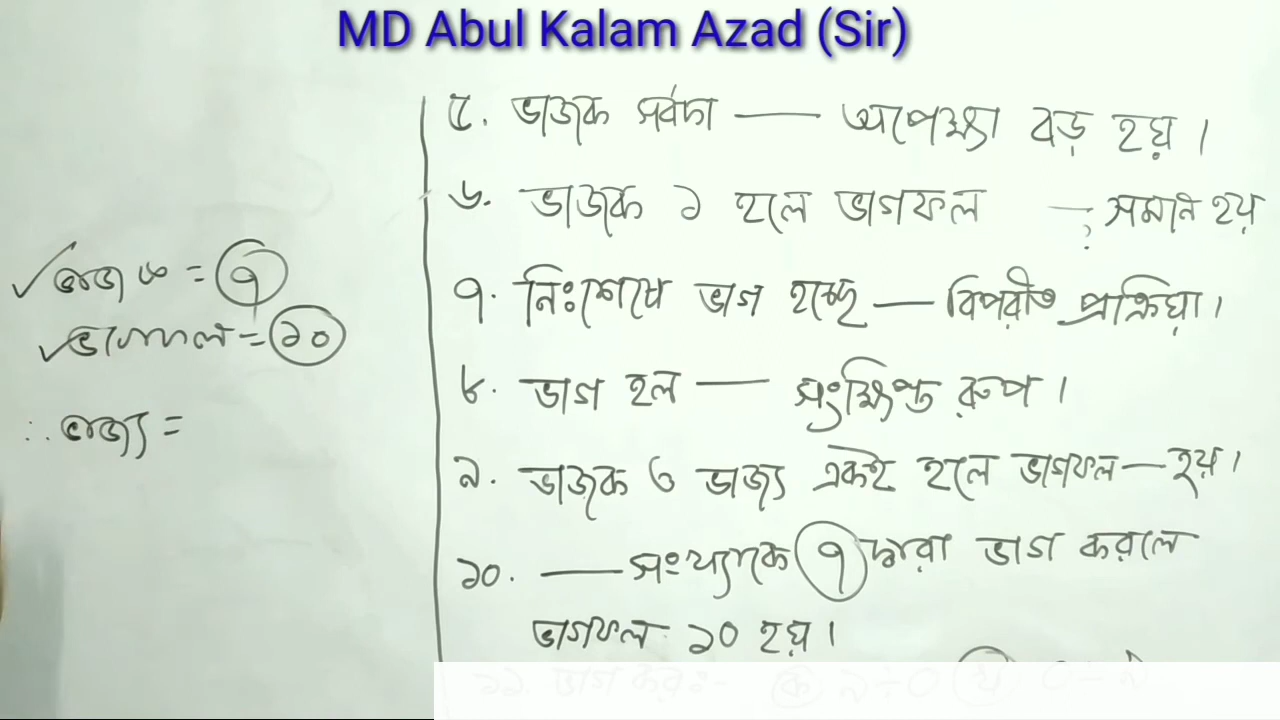 MD Abul Kalam Azad (Sir)
৫. ভাজক সর্বদা — অপেক্ষা বড় হয়।
৬. ভাজক ১ হলে ভাগফল —? সমান হয়
৭. নিঃশেষে ভাগ হচ্ছে — বিপরীত প্রক্রিয়া।
৮. ভাগ হল — সংক্ষিপ্ত রুপ।
৯. ভাজক ও ভাজ্য একই হলে ভাগফল — হয়।
১০. — সংখ্যাকে ৭ দ্বারা ভাগ করলে
ভাগফল ১০ হয়।
✓ ভাজক = ৭
✓ ভাগফল = ১০
∴ ভাজ্য =